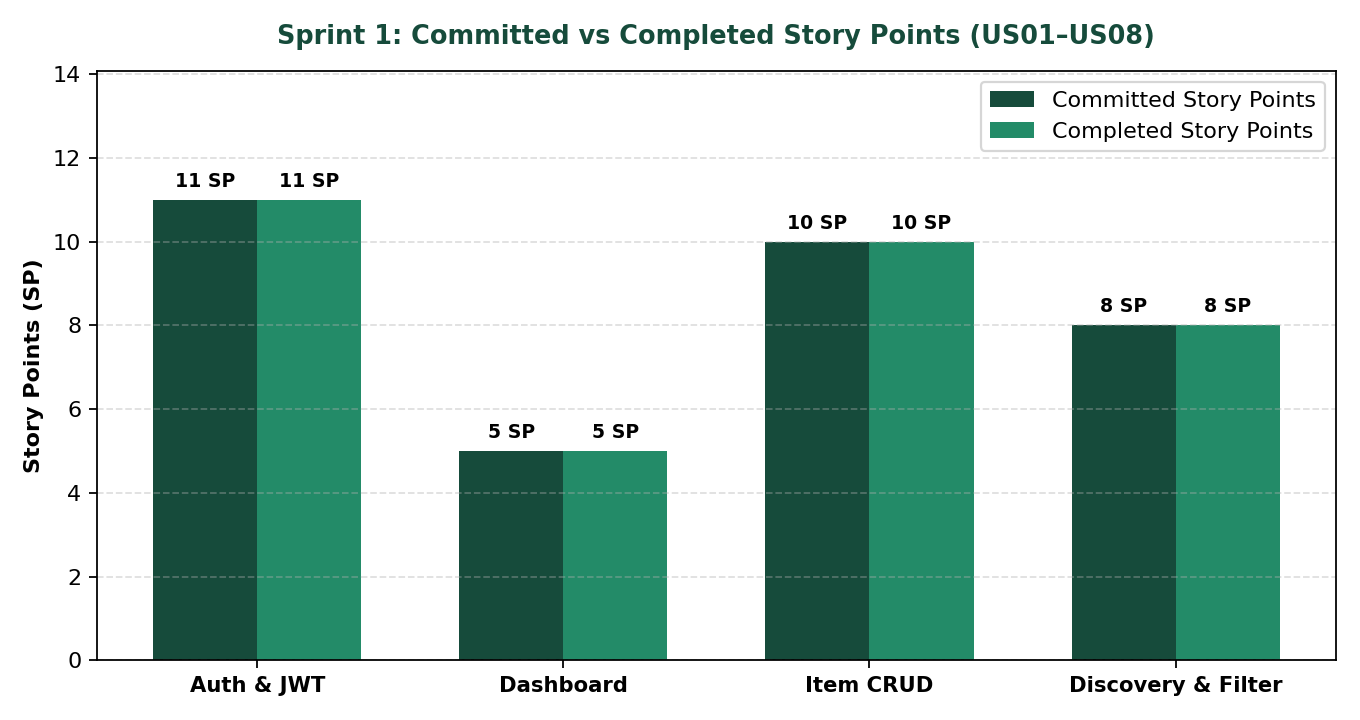 Sprint 1: Committed vs Completed Story Points (US01–US08)
Committed Story Points
Completed Story Points
Story Points (SP)
14
12
10
8
6
4
2
0
11 SP 11 SP
5 SP 5 SP
10 SP 10 SP
8 SP 8 SP
Auth & JWT
Dashboard
Item CRUD
Discovery & Filter